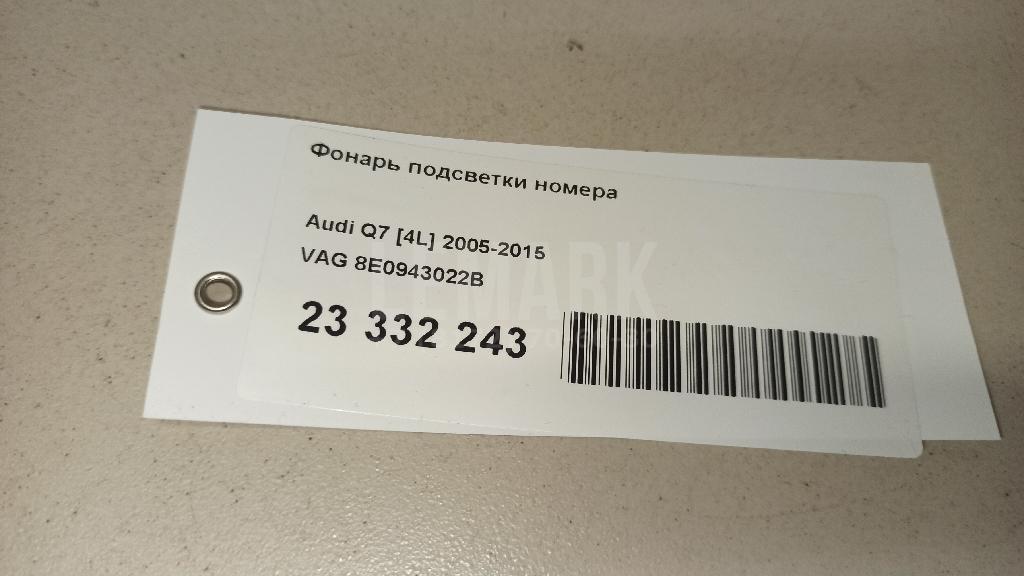 Фонарь подсветки номера
Audi Q7 [4L] 2005-2015
VAG 8E0943022B
23 332 243